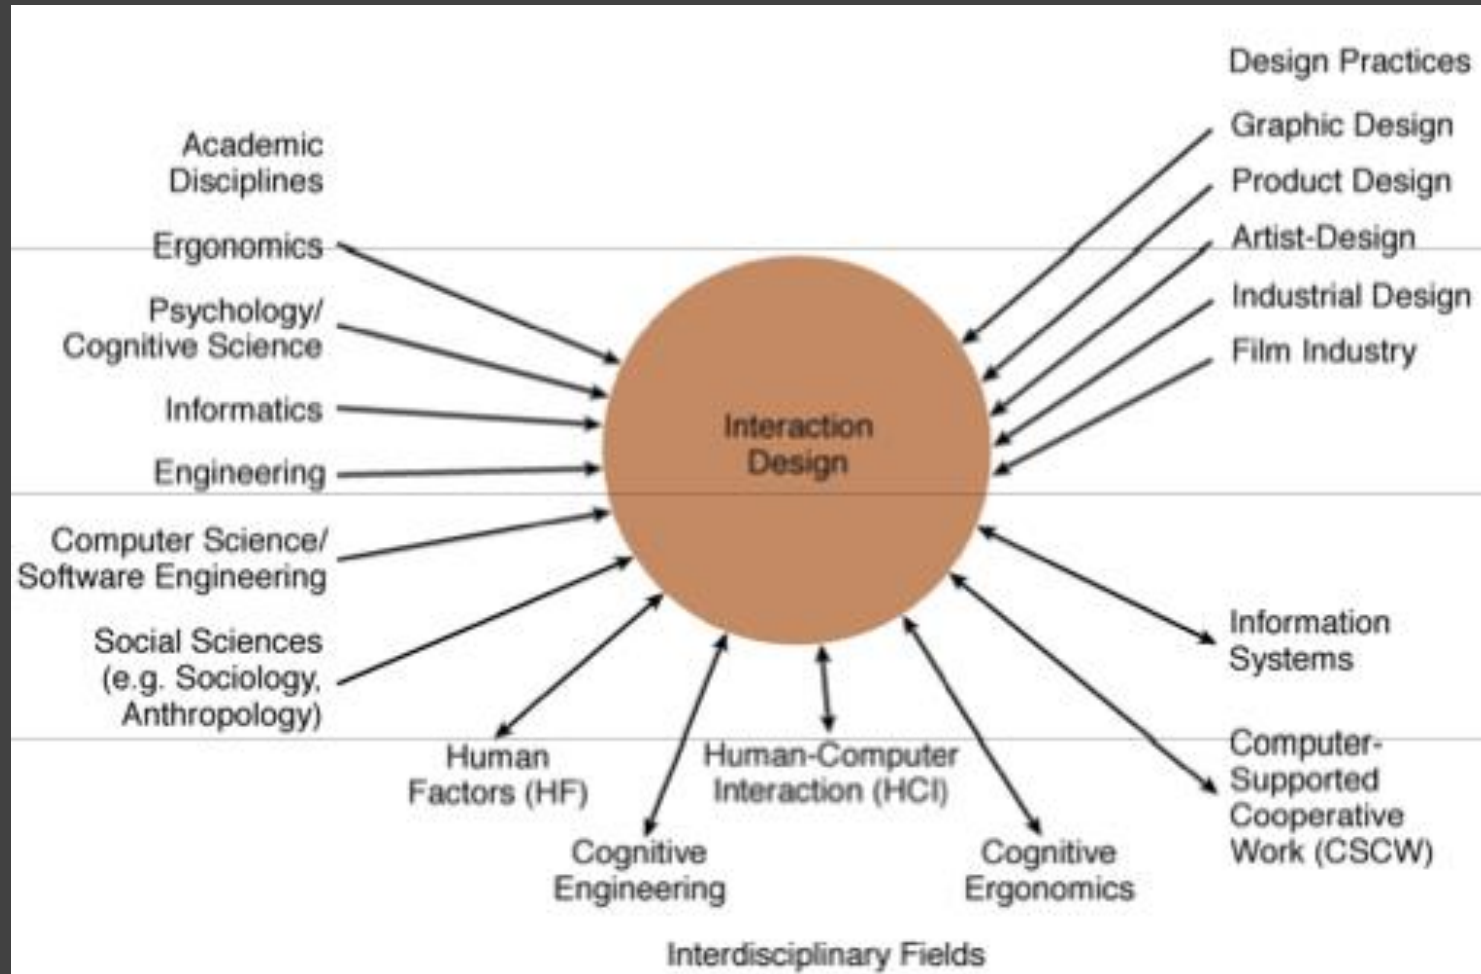 Academic
Disciplines
Ergonomics
Psychology/
Cognitive Science
Informatics
Engineering
Computer Science/
Software Engineering
Social Sciences
(e.g. Sociology,
Anthropology)
Design Practices
Graphic Design
Product Design
Artist-Design
Industrial Design
Film Industry
Interaction
Design
Human
Factors (HF)
Cognitive
Engineering
Human-Computer
Interaction (HCI)
Cognitive
Ergonomics
Information
Systems
Computer-
Supported
Cooperative
Work (CSCW)
Interdisciplinary Fields